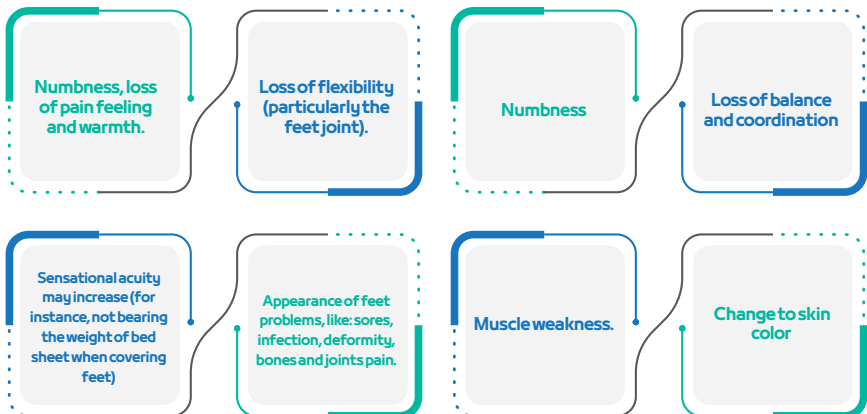 Numbness, loss
of pain feeling
and warmth.
Loss of flexibility
(particularly the
feet joint).
Numbness
Loss of balance
and coordination
Sensational acuity
may increase (for
instance, not bearing
the weight of bed
sheet when covering
feet)
Appearance of feet
problems, like: sores,
infection, deformity,
bones and joints pain.
Muscle weakness.
Change to skin
color